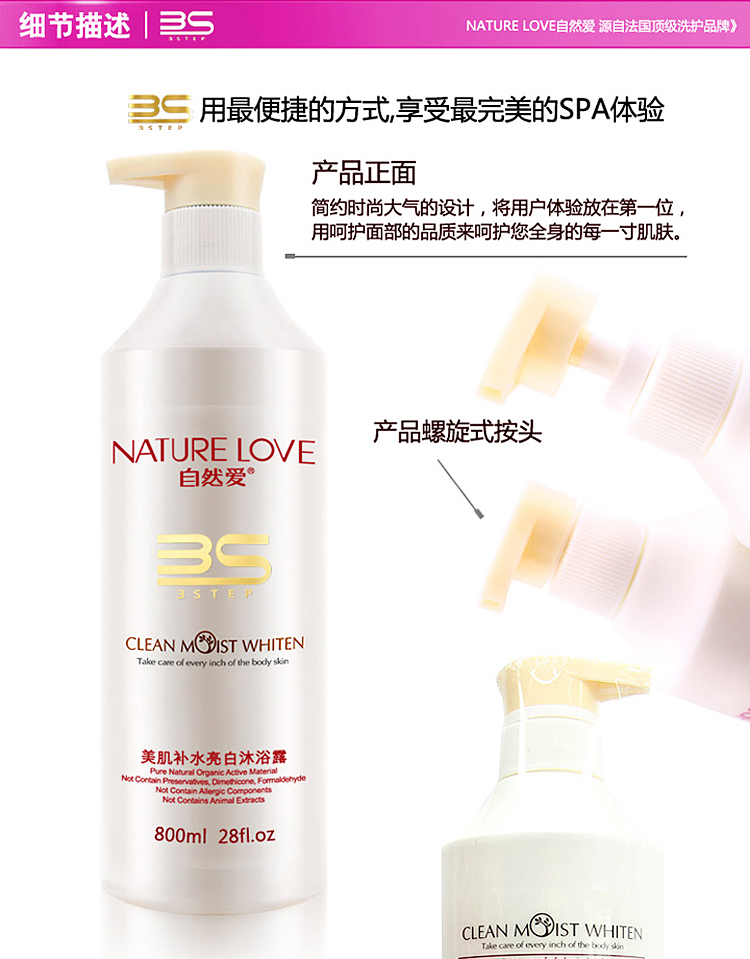 细节描述
3S
3STEP
NATURE LOVE自然爱 源自法国顶级洗护品牌》
3S
3STEP
用最便捷的方式,享受最完美的SPA体验
产品正面
简约时尚大气的设计，将用户体验放在第一位，
用呵护面部的品质来呵护您全身的每一寸肌肤。
产品螺旋式按头
NATURE LOVE
自然爱®
3S
3STEP
CLEAN MOIST WHITEN
Take care of every inch of the body skin
美肌补水亮白沐浴露
Pure Natural Organic Active Material
Not Contain Preservatives, Dimethicone, Formaldehyde
Not Contain Allergic Components
Not Contains Animal Extracts
800ml 28fl.oz
CLEAN MOIST WHITEN
Take care of every inch of the body skin